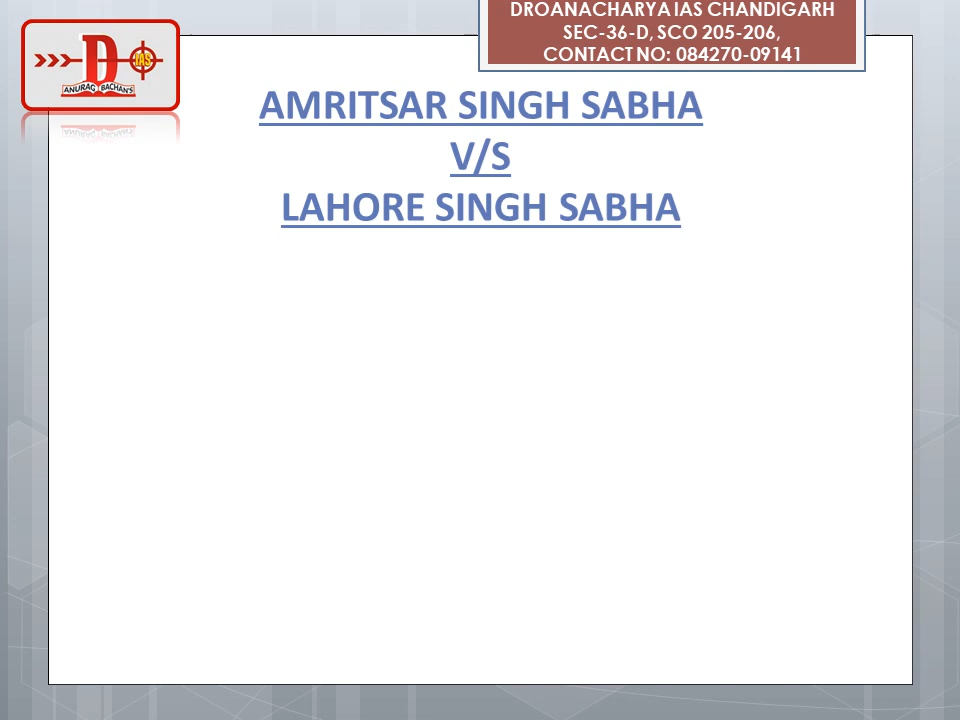 DROANACHARYA IAS CHANDIGARH
SEC-36-D, SCO 205-206,
CONTACT NO: 084270-09141
D
IAS
ANURAG BACHAN'S
AMRITSAR SINGH SABHA
V/S
LAHORE SINGH SABHA